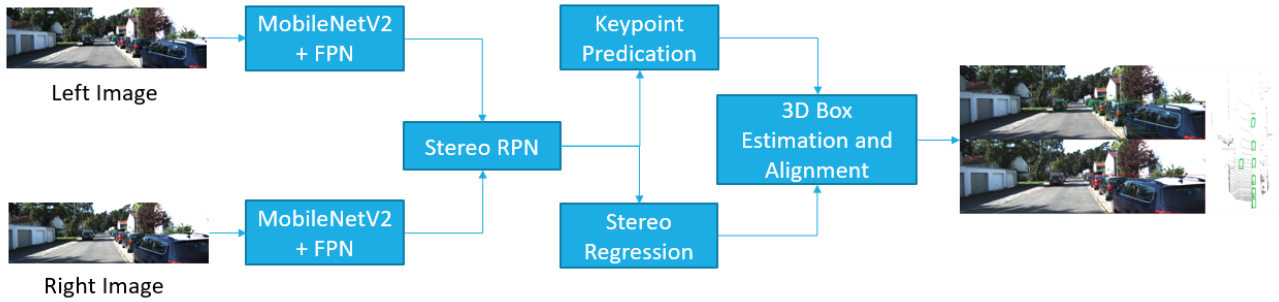 MobileNetV2
+ FPN
Left Image
Keypoint
Predication
Stereo RPN
3D Box
Estimation and
Alignment
MobileNetV2
+ FPN
Right Image
Stereo
Regression